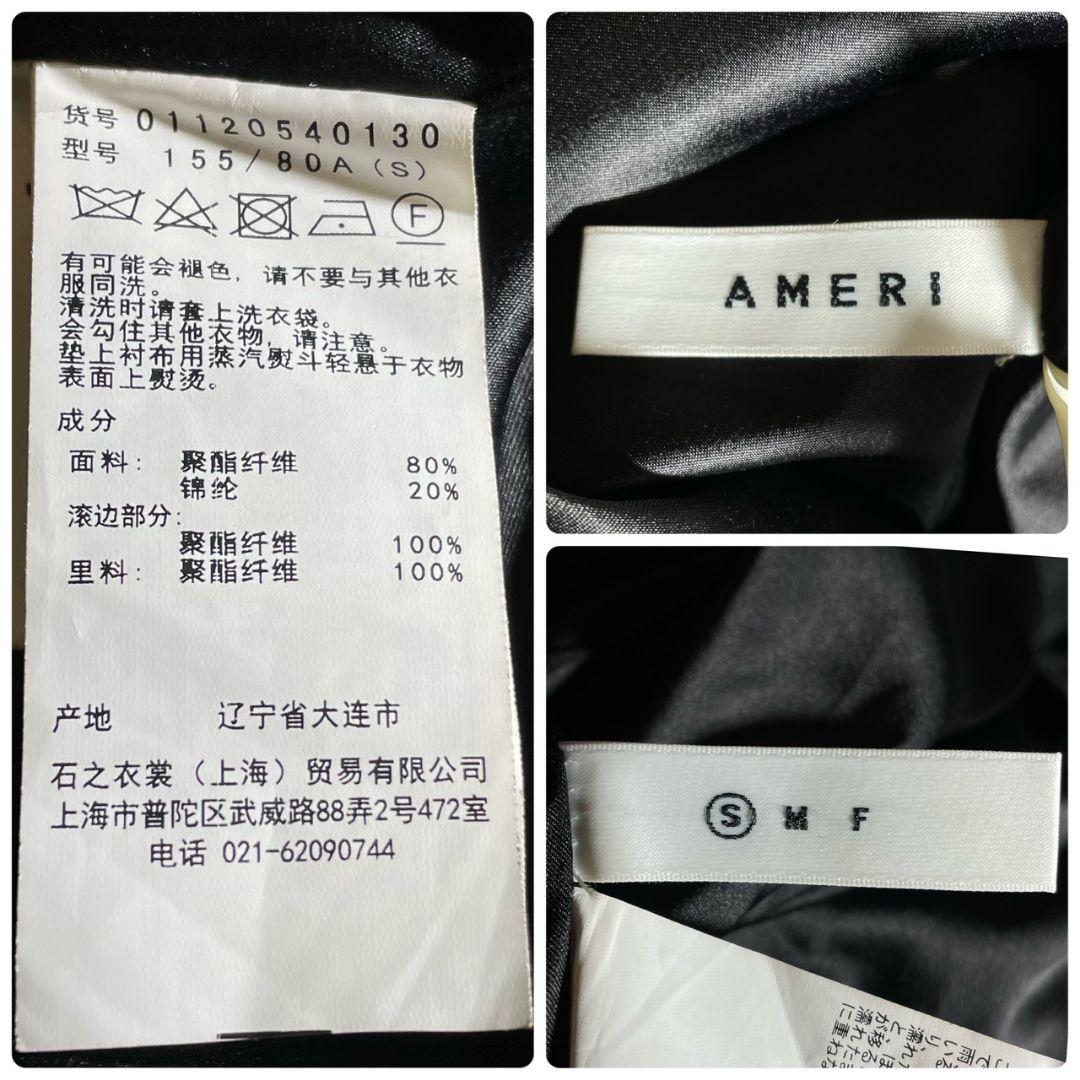 货号 01120540130
型号 155/80A(S)
F
有可能会褪色，请不要与其他衣
服同洗。
清洗时请套上洗衣袋。
会勾住其他衣物，请注意。
垫上衬布用蒸汽熨斗轻悬于衣物
表面上熨烫。
成分
面料： 聚酯纤维 80%
锦纶 20%
滚边部分：
聚酯纤维 100%
里料： 聚酯纤维 100%
产地 辽宁省大连市
石之衣裳（上海）贸易有限公司
上海市普陀区武威路88弄2号472室
电话 021-62090744
AMERI
S M F